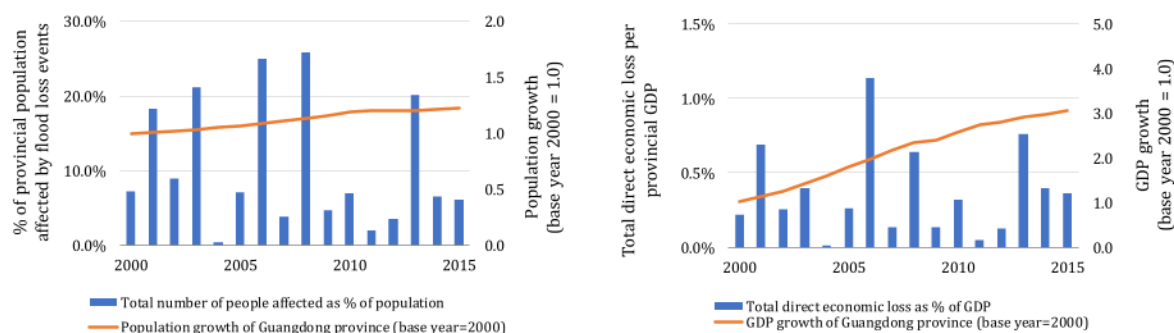 % of provincial population
affected by flood loss events
30.0%
20.0%
10.0%
0.0%
2.0
1.5
1.0
0.5
0.0
Population growth
(base year 2000 = 1.0)
2000
2005
2010
2015
Total number of people affected as % of population
Population growth of Guangdong province (base year=2000)
Total direct economic loss per
provincial GDP
1.5%
1.0%
0.5%
0.0%
5.0
4.0
3.0
2.0
1.0
0.0
GDP growth
(base year 2000 = 1.0)
2000
2005
2010
2015
Total direct economic loss as % of GDP
GDP growth of Guangdong province (base year=2000)